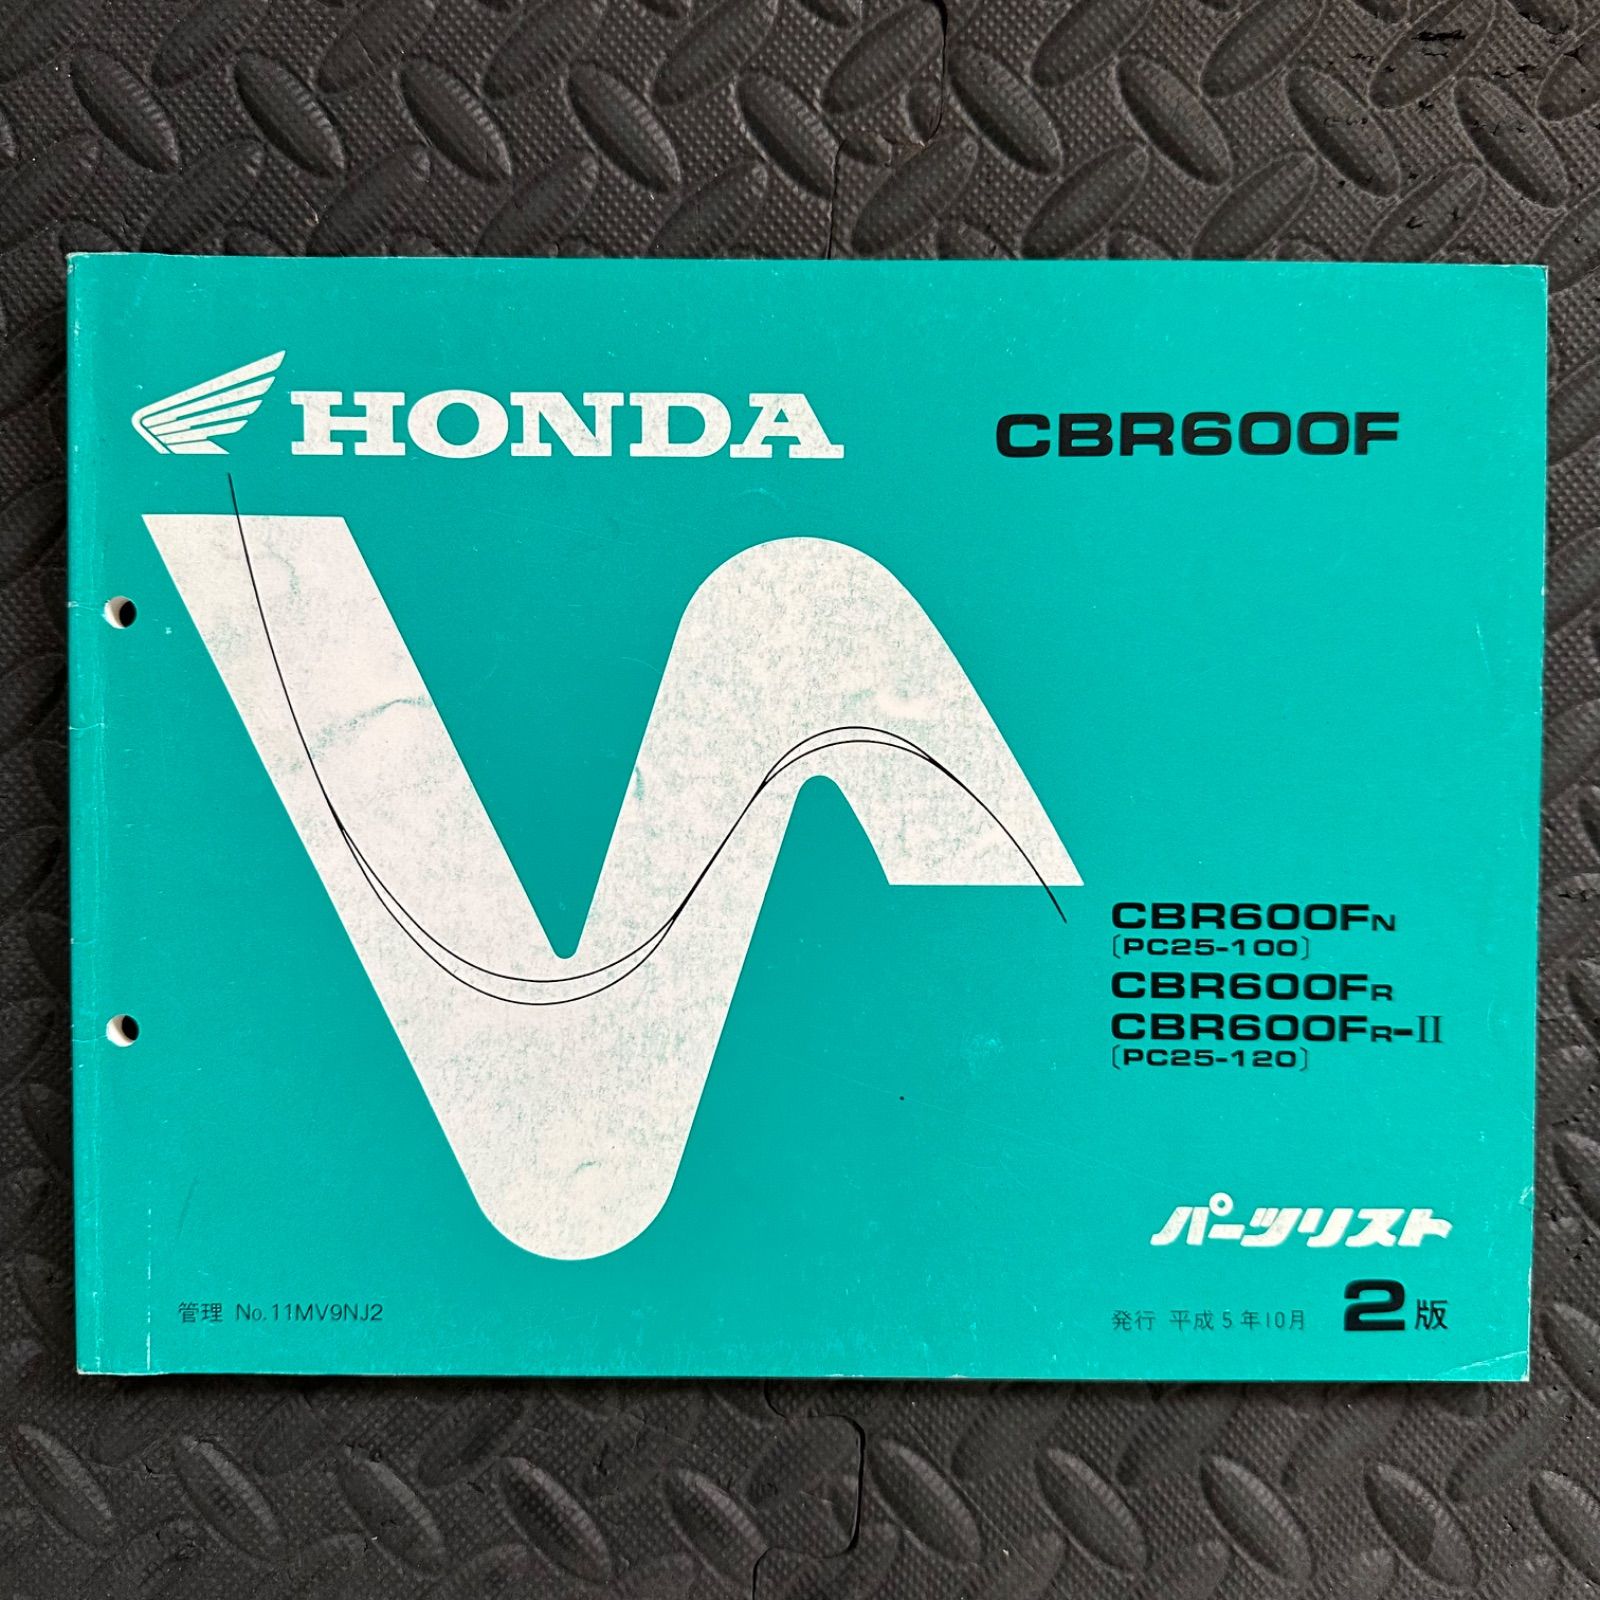 HONDA
CBR600F
CBR600FN
〔PC25-100〕
CBR600FR
CBR600FR-II
〔PC25-120〕
パーツリスト
管理 No.11MV9NJ2
発行 平成5年10月 2版